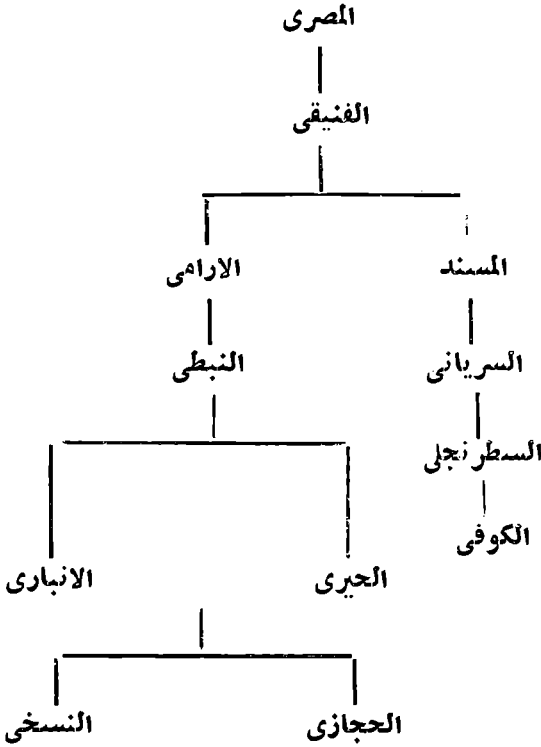 المصرى
الفنيقى
المسند الارامى
السريانى النبطى
السطرنجلى
الكوفى
الحيرى الانبارى
الحجازى النسخى